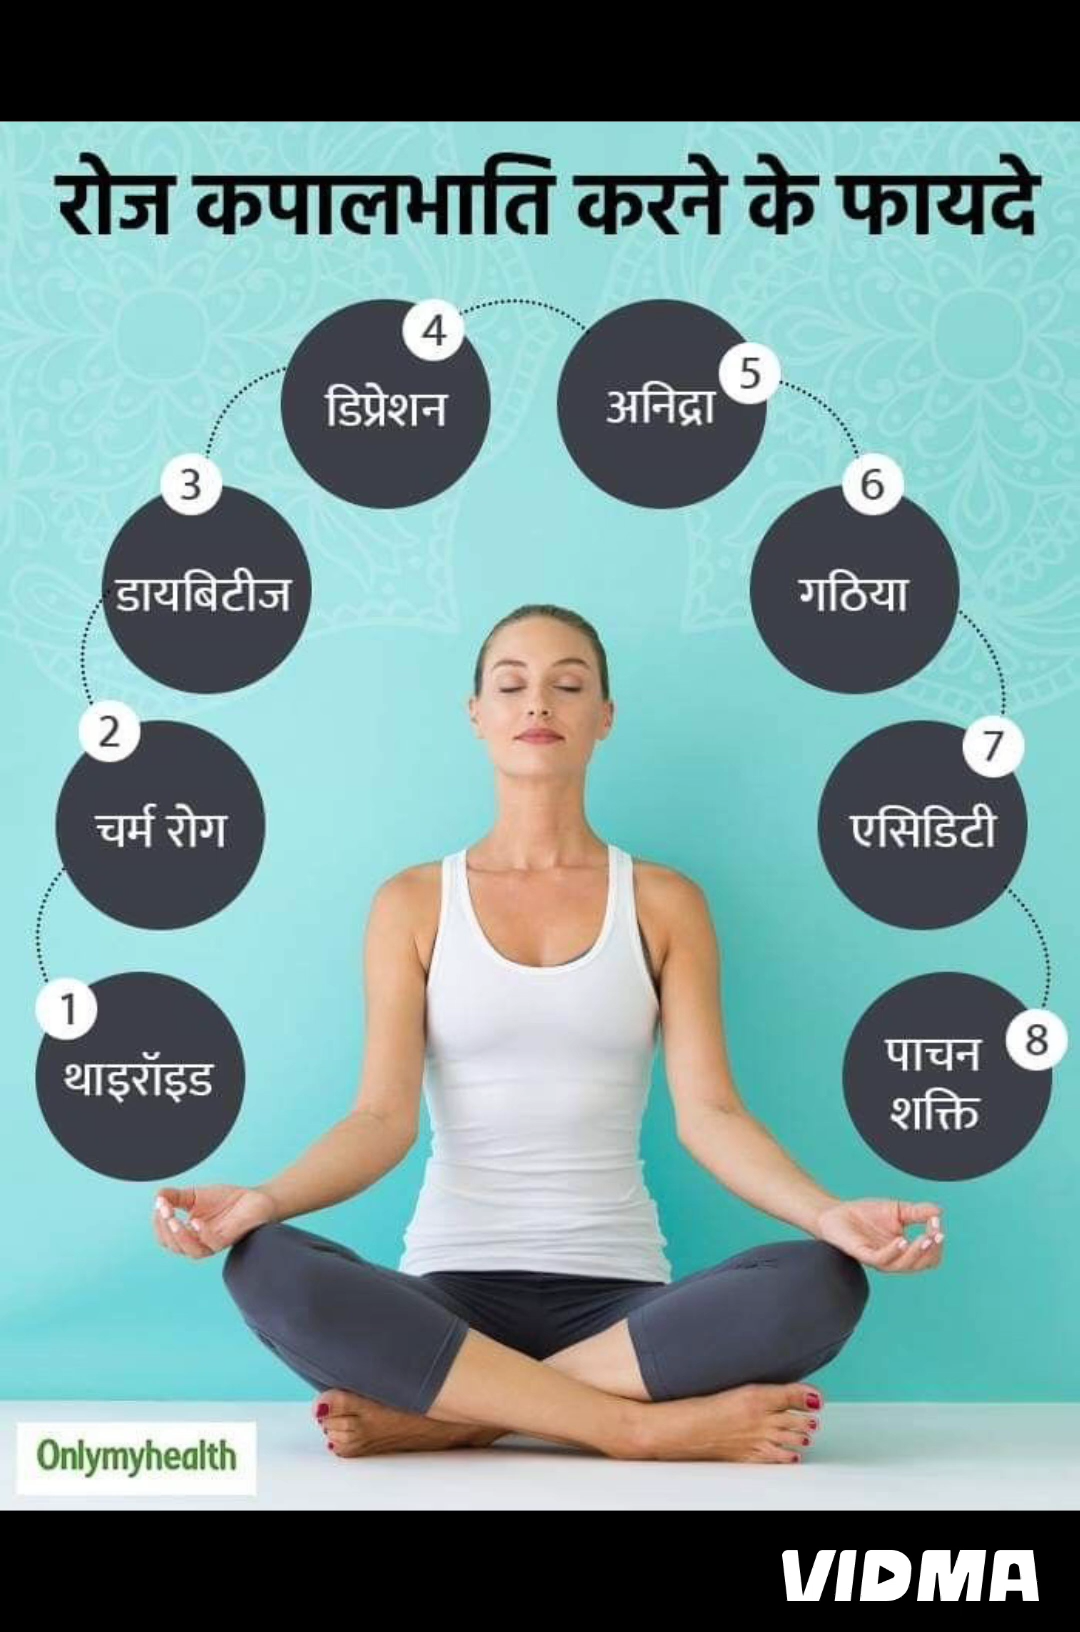 रोज कपालभाति करने के फायदे
1
थाइरॉइड
2
चर्म रोग
3
डायबिटीज
4
डिप्रेशन
5
अनिद्रा
6
गठिया
7
एसिडिटी
8
पाचन
शक्ति
Onlymyhealth
VIDMA